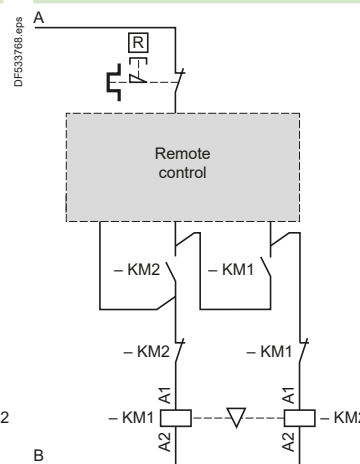 DF533768.eps
A
R
Remote
control
– KM2
– KM1
– KM2
– KM1
A1
A1
2
– KM1
– KM2
A2
A2
B